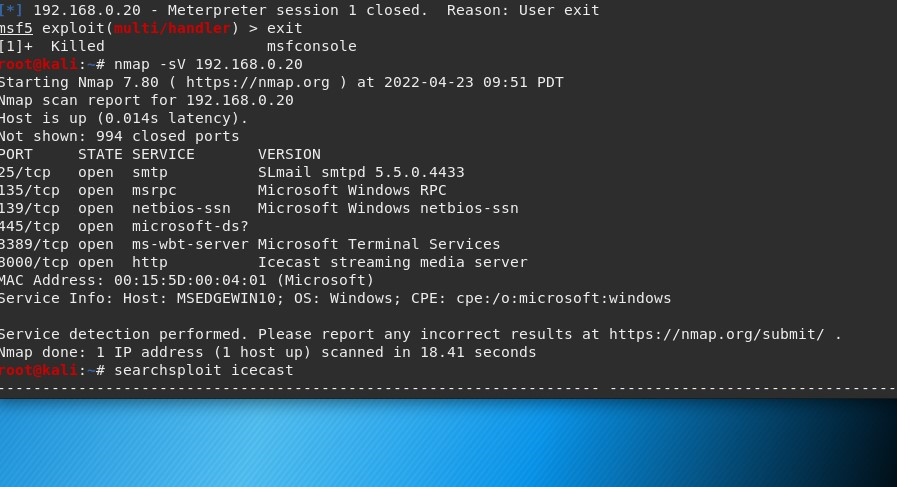 [*] 192.168.0.20 - Meterpreter session 1 closed.  Reason: User exit
msf5 exploit(multi/handler) > exit
[1]+  Killed                  msfconsole
root@kali:~# nmap -sV 192.168.0.20
Starting Nmap 7.80 ( https://nmap.org ) at 2022-04-23 09:51 PDT
Nmap scan report for 192.168.0.20
Host is up (0.014s latency).
Not shown: 994 closed ports
PORT     STATE SERVICE       VERSION
25/tcp   open  smtp          SLmail smtpd 5.5.0.4433
135/tcp  open  msrpc         Microsoft Windows RPC
139/tcp  open  netbios-ssn   Microsoft Windows netbios-ssn
445/tcp  open  microsoft-ds?
3389/tcp open  ms-wbt-server Microsoft Terminal Services
8000/tcp open  http          Icecast streaming media server
MAC Address: 00:15:5D:00:04:01 (Microsoft)
Service Info: Host: MSEDGEWIN10; OS: Windows; CPE: cpe:/o:microsoft:windows
Service detection performed. Please report any incorrect results at https://nmap.org/submit/ .
Nmap done: 1 IP address (1 host up) scanned in 18.41 seconds
root@kali:~# searchsploit icecast
------------------------------------------------------------------- --------------------------------